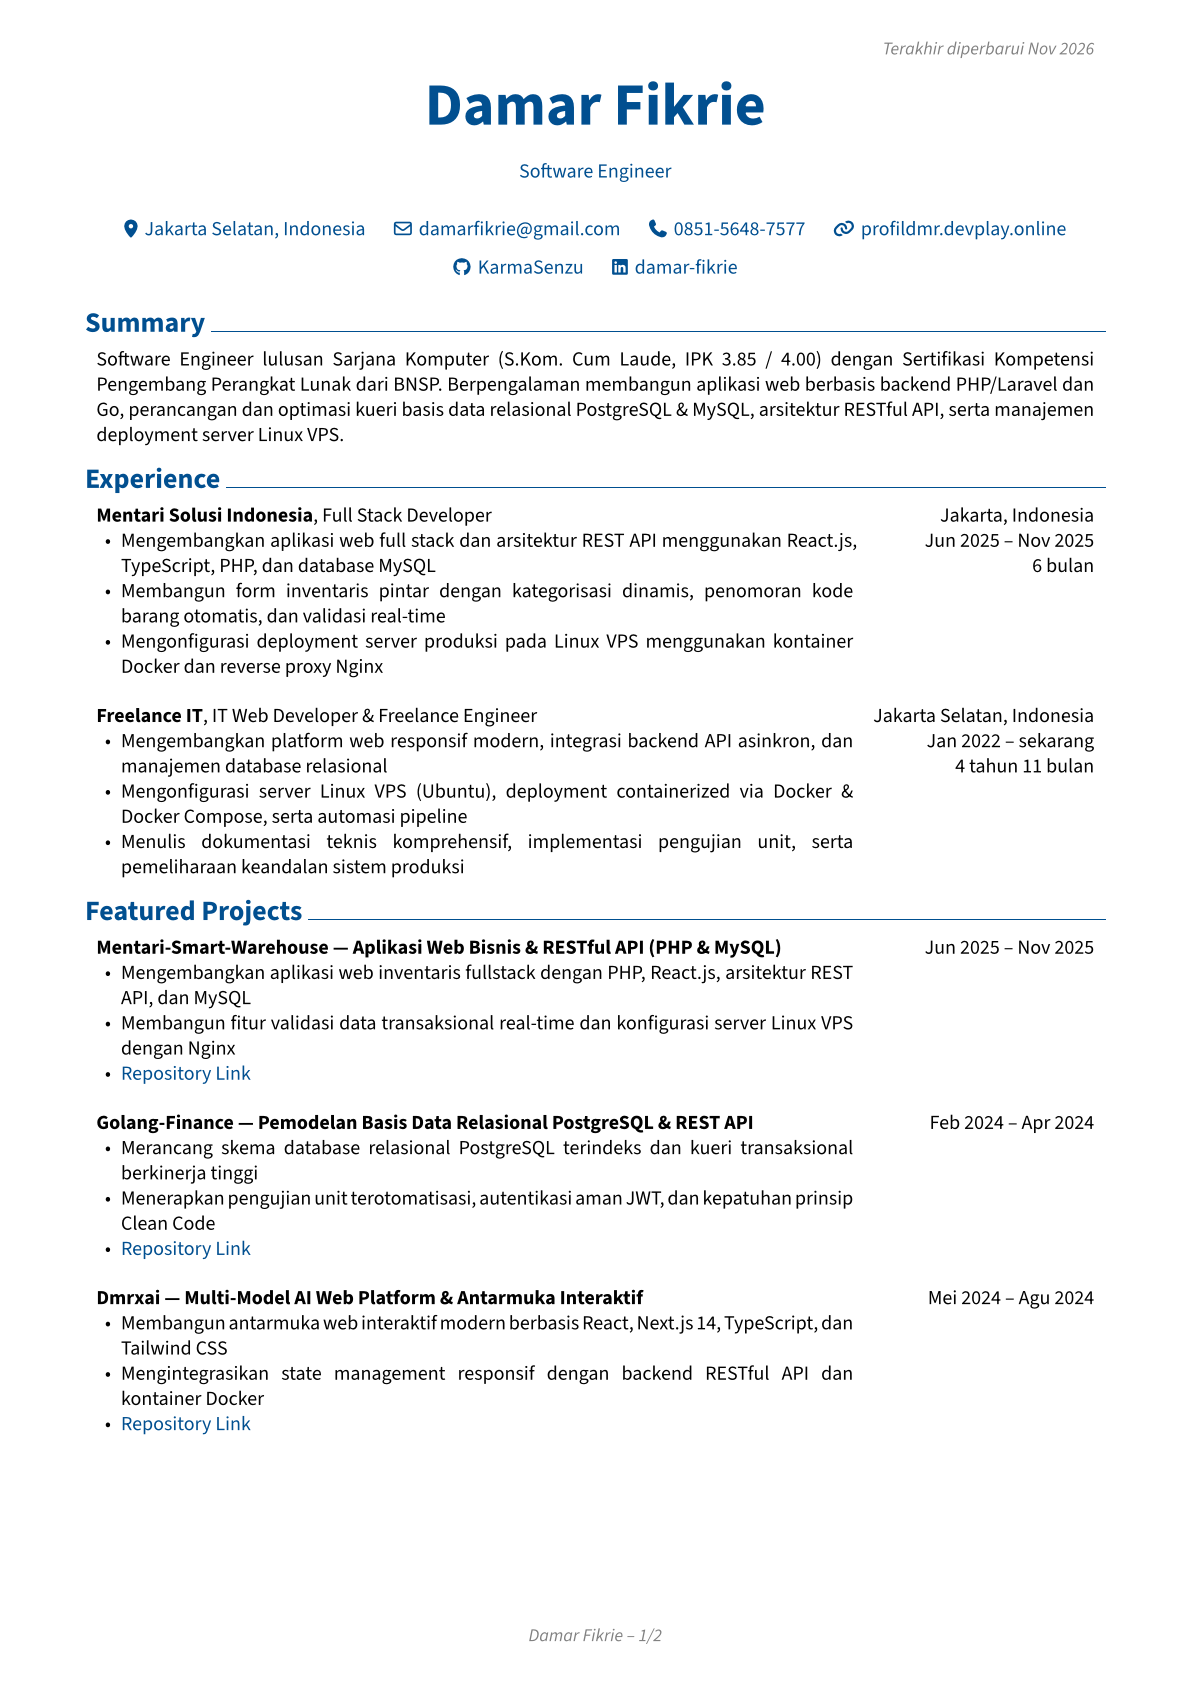 Terakhir diperbarui Nov 2026
Damar Fikrie
Software Engineer
Jakarta Selatan, Indonesia damarfikrie@gmail.com 0851-5648-7577 profildmr.devplay.online
KarmaSenzu damar-fikrie
Summary
Software Engineer lulusan Sarjana Komputer (S.Kom. Cum Laude, IPK 3.85 / 4.00) dengan Sertifikasi Kompetensi
Pengembang Perangkat Lunak dari BNSP. Berpengalaman membangun aplikasi web berbasis backend PHP/Laravel dan
Go, perancangan dan optimasi kueri basis data relasional PostgreSQL & MySQL, arsitektur RESTful API, serta manajemen
deployment server Linux VPS.
Experience
Mentari Solusi Indonesia, Full Stack Developer Jakarta, Indonesia
• Mengembangkan aplikasi web full stack dan arsitektur REST API menggunakan React.js, Jun 2025 – Nov 2025
TypeScript, PHP, dan database MySQL 6 bulan
• Membangun form inventaris pintar dengan kategorisasi dinamis, penomoran kode
barang otomatis, dan validasi real-time
• Mengonfigurasi deployment server produksi pada Linux VPS menggunakan kontainer
Docker dan reverse proxy Nginx
Freelance IT, IT Web Developer & Freelance Engineer Jakarta Selatan, Indonesia
• Mengembangkan platform web responsif modern, integrasi backend API asinkron, dan Jan 2022 – sekarang
manajemen database relasional 4 tahun 11 bulan
• Mengonfigurasi server Linux VPS (Ubuntu), deployment containerized via Docker &
Docker Compose, serta automasi pipeline
• Menulis dokumentasi teknis komprehensif, implementasi pengujian unit, serta
pemeliharaan keandalan sistem produksi
Featured Projects
Mentari-Smart-Warehouse — Aplikasi Web Bisnis & RESTful API (PHP & MySQL) Jun 2025 – Nov 2025
• Mengembangkan aplikasi web inventaris fullstack dengan PHP, React.js, arsitektur REST
API, dan MySQL
• Membangun fitur validasi data transaksional real-time dan konfigurasi server Linux VPS
dengan Nginx
• Repository Link
Golang-Finance — Pemodelan Basis Data Relasional PostgreSQL & REST API Feb 2024 – Apr 2024
• Merancang skema database relasional PostgreSQL terindeks dan kueri transaksional
berkinerja tinggi
• Menerapkan pengujian unit terotomatisasi, autentikasi aman JWT, dan kepatuhan prinsip
Clean Code
• Repository Link
Dmrxai — Multi-Model AI Web Platform & Antarmuka Interaktif Mei 2024 – Agu 2024
• Membangun antarmuka web interaktif modern berbasis React, Next.js 14, TypeScript, dan
Tailwind CSS
• Mengintegrasikan state management responsif dengan backend RESTful API dan
kontainer Docker
• Repository Link
Damar Fikrie – 1/2